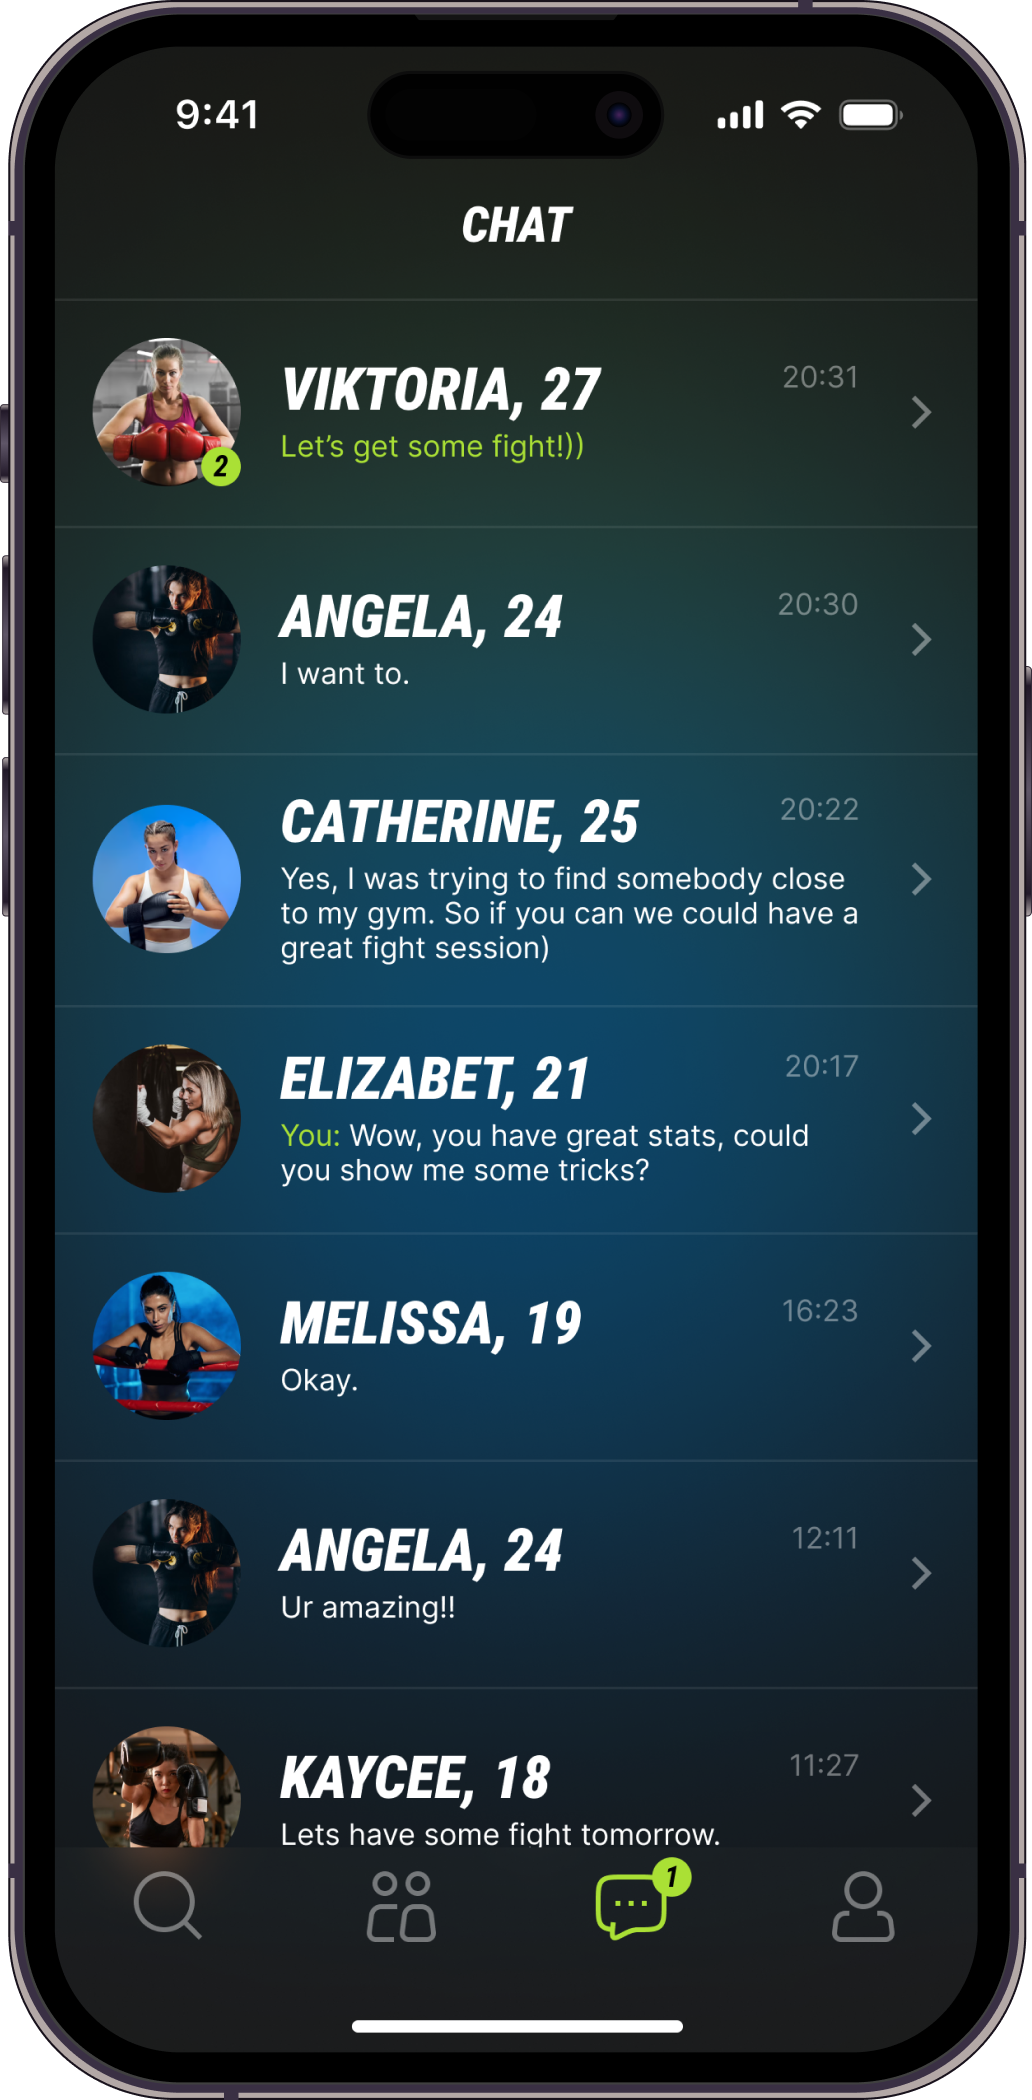 9:41
CHAT
VIKTORIA, 27
20:31
Let's get some fight!))
2
ANGELA, 24
20:30
I want to.
CATHERINE, 25
20:22
Yes, I was trying to find somebody close
to my gym. So if you can we could have a
great fight session)
ELIZABET, 21
20:17
You: Wow, you have great stats, could
you show me some tricks?
MELISSA, 19
16:23
Okay.
ANGELA, 24
12:11
Ur amazing!!
KAYCEE, 18
11:27
Lets have some fight tomorrow.
1